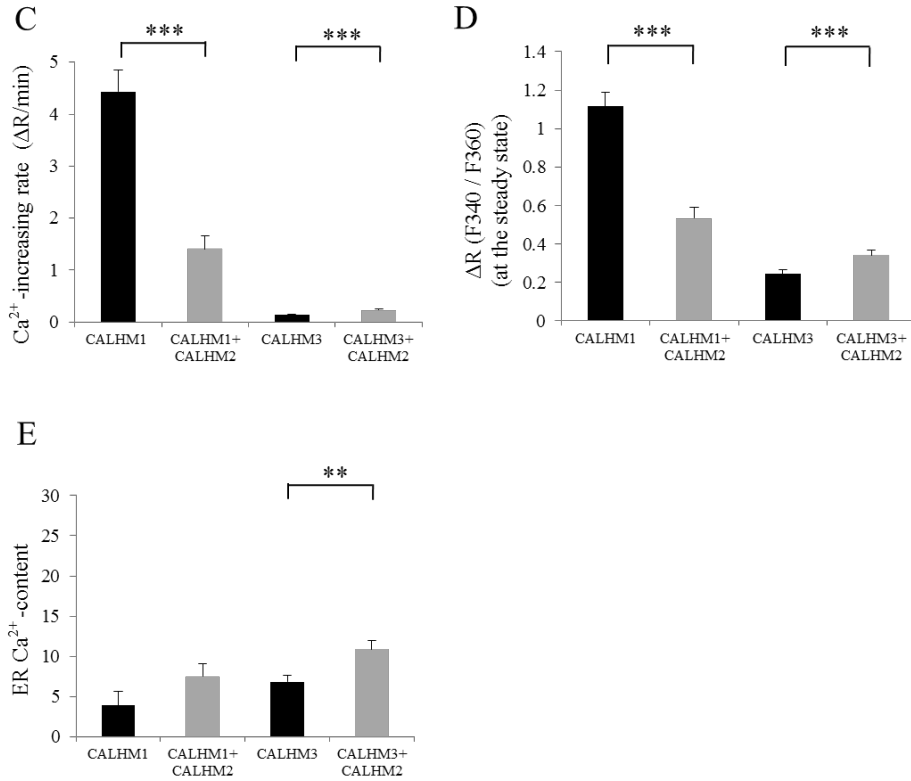 C
Ca²⁺-increasing rate (ΔR/min)
5
4
3
2
1
0
***
***
CALHM1
CALHM1+
CALHM2
CALHM3
CALHM3+
CALHM2
D
ΔR (F340 / F360)
(at the steady state)
1.4
1.2
1
0.8
0.6
0.4
0.2
0
***
***
CALHM1
CALHM1+
CALHM2
CALHM3
CALHM3+
CALHM2
E
ER Ca²⁺-content
30
25
20
15
10
5
0
**
CALHM1
CALHM1+
CALHM2
CALHM3
CALHM3+
CALHM2